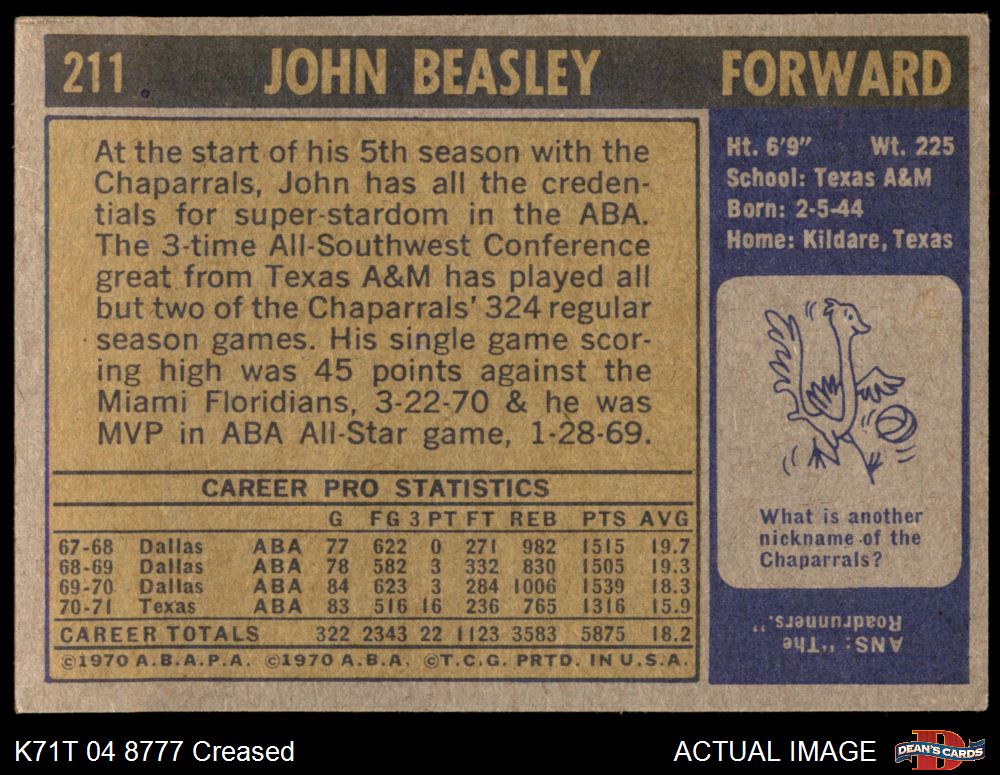 211 JOHN BEASLEY FORWARD
At the start of his 5th season with the
Chaparrals, John has all the creden-
tials for super-stardom in the ABA.
The 3-time All-Southwest Conference
great from Texas A&M has played all
but two of the Chaparrals' 324 regular
season games. His single game scor-
ing high was 45 points against the
Miami Floridians, 3-22-70 & he was
MVP in ABA All-Star game, 1-28-69.
CAREER PRO STATISTICS
G FG 3 PT FT REB PTS AVG
67-68 Dallas ABA 77 622 0 271 982 1515 19.7
68-69 Dallas ABA 78 582 3 332 830 1505 19.3
69-70 Dallas ABA 84 623 3 284 1006 1539 18.3
70-71 Texas ABA 83 516 16 236 765 1316 15.9
CAREER TOTALS 322 2343 22 1123 3583 5875 18.2
©1970 A.B.A.P.A. ©1970 A.B.A. ©T.C.G. PRTD. IN U.S.A.
Ht. 6'9" Wt. 225
School: Texas A&M
Born: 2-5-44
Home: Kildare, Texas
What is another
nickname of the
Chaparrals?
ANS: "The
Roadrunners."
K71T 04 8777 Creased ACTUAL IMAGE
D
DEAN'S CARDS